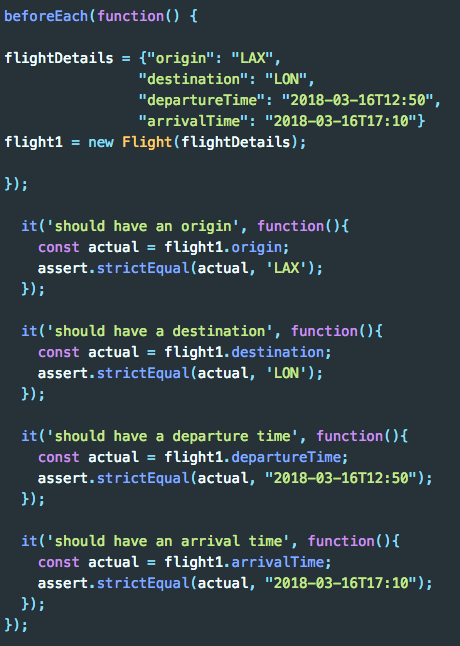 beforeEach(function() {
flightDetails = {"origin": "LAX",
"destination": "LON",
"departureTime": "2018-03-16T12:50",
"arrivalTime": "2018-03-16T17:10"}
flight1 = new Flight(flightDetails);
});
it('should have an origin', function(){
const actual = flight1.origin;
assert.strictEqual(actual, 'LAX');
});
it('should have a destination', function(){
const actual = flight1.destination;
assert.strictEqual(actual, 'LON');
});
it('should have a departure time', function(){
const actual = flight1.departureTime;
assert.strictEqual(actual, "2018-03-16T12:50");
});
it('should have an arrival time', function(){
const actual = flight1.arrivalTime;
assert.strictEqual(actual, "2018-03-16T17:10");
});
});